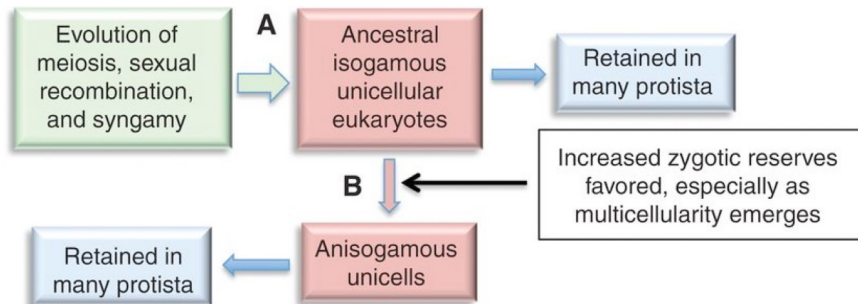 Evolution of
meiosis, sexual
recombination,
and syngamy
A
Ancestral
isogamous
unicellular
eukaryotes
Retained in
many protista
B
Increased zygotic reserves
favored, especially as
multicellularity emerges
Retained in
many protista
Anisogamous
unicells